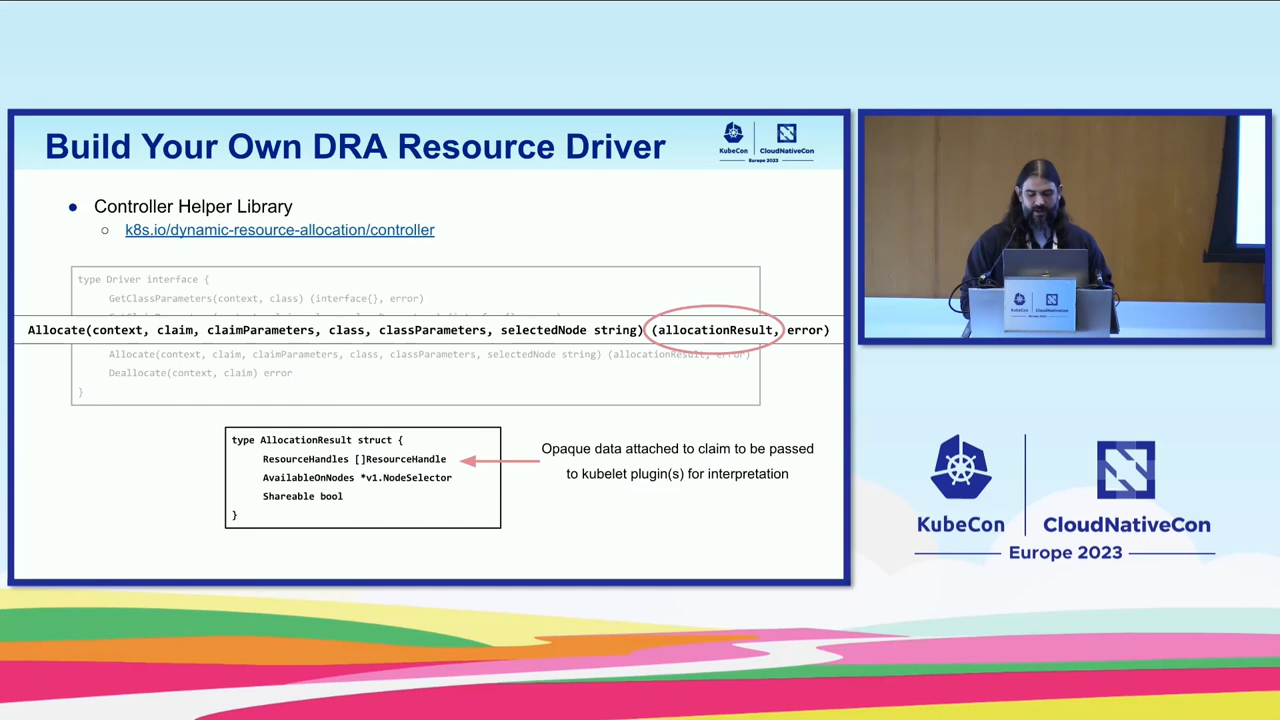 Build Your Own DRA Resource Driver
KubeCon
CloudNativeCon
Europe 2023
● Controller Helper Library
○ k8s.io/dynamic-resource-allocation/controller
type Driver interface {
GetClassParameters(context, class) (interface{}, error)
Allocate(context, claim, claimParameters, class, classParameters, selectedNode string) (allocationResult, error)
Allocate(context, claim, claimParameters, class, classParameters, selectedNode string) (allocationResult, error)
Deallocate(context, claim) error
}
type AllocationResult struct {
ResourceHandles []ResourceHandle
AvailableOnNodes *v1.NodeSelector
Shareable bool
}
Opaque data attached to claim to be passed
to kubelet plugin(s) for interpretation
KubeCon
CloudNativeCon
Europe 2023